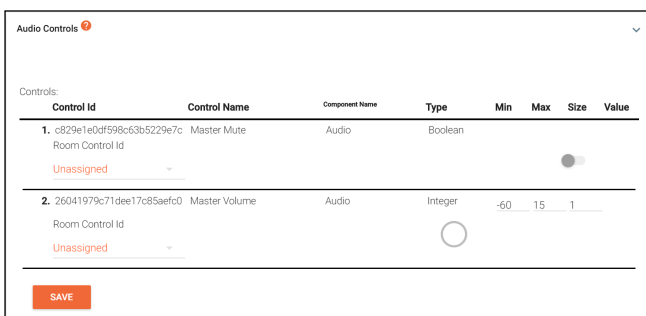 Audio Controls ?
Controls:
Control Id Control Name Component Name Type Min Max Size Value
1. c829e1e0df598c63b5229e7c Master Mute Audio Boolean
Room Control Id
Unassigned
2. 26041979c71dee17c85aefc0 Master Volume Audio Integer -60 15 1
Room Control Id
Unassigned
SAVE